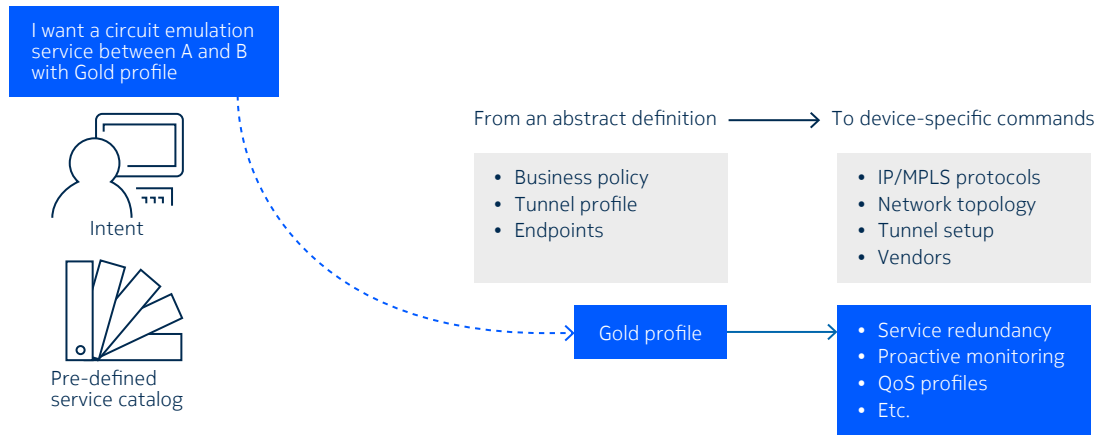 I want a circuit emulation
service between A and B
with Gold profile
Intent
Pre-defined
service catalog
From an abstract definition
To device-specific commands
• Business policy
• Tunnel profile
• Endpoints
• IP/MPLS protocols
• Network topology
• Tunnel setup
• Vendors
Gold profile
• Service redundancy
• Proactive monitoring
• QoS profiles
• Etc.